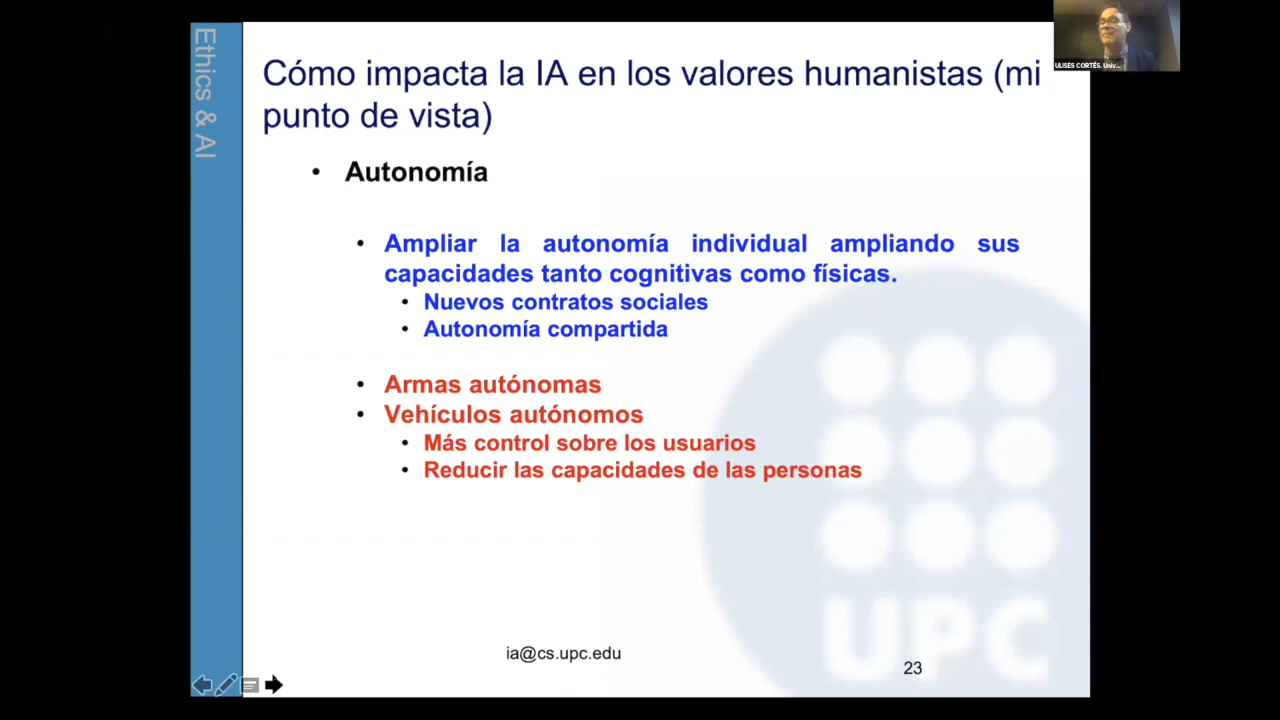 Ethics & AI
Cómo impacta la IA en los valores humanistas (mi
punto de vista)
• Autonomía
• Ampliar la autonomía individual ampliando sus
capacidades tanto cognitivas como físicas.
• Nuevos contratos sociales
• Autonomía compartida
• Armas autónomas
• Vehículos autónomos
• Más control sobre los usuarios
• Reducir las capacidades de las personas
UPC
ia@cs.upc.edu
23
ULISES CORTÉS. Univ...